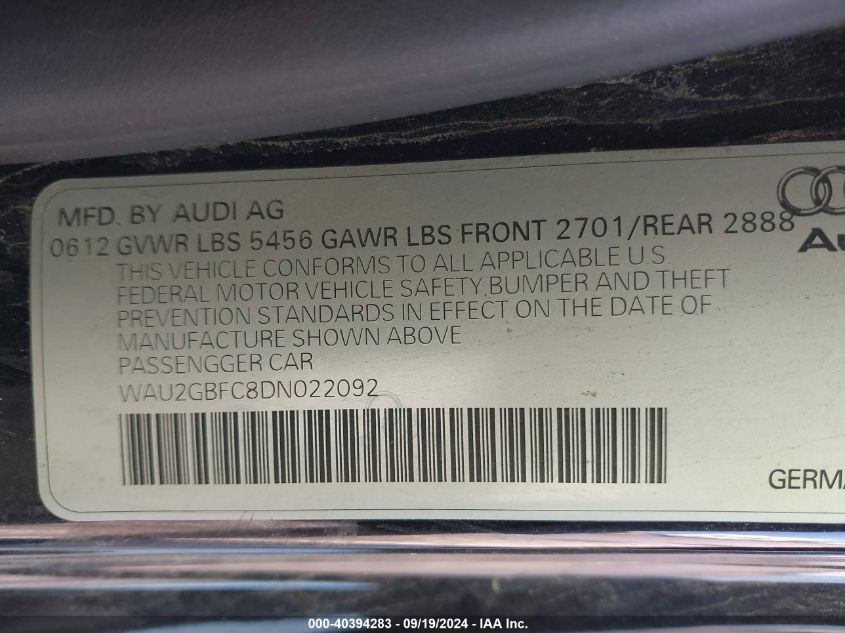 MFD. BY AUDI AG
0612 GVWR LBS 5456 GAWR LBS FRONT 2701/REAR 2888
THIS VEHICLE CONFORMS TO ALL APPLICABLE U.S.
FEDERAL MOTOR VEHICLE SAFETY,BUMPER AND THEFT
PREVENTION STANDARDS IN EFFECT ON THE DATE OF
MANUFACTURE SHOWN ABOVE
PASSENGGER CAR
WAU2GBFC8DN022092
Au
GERMA
000-40394283 - 09/19/2024 - IAA Inc.